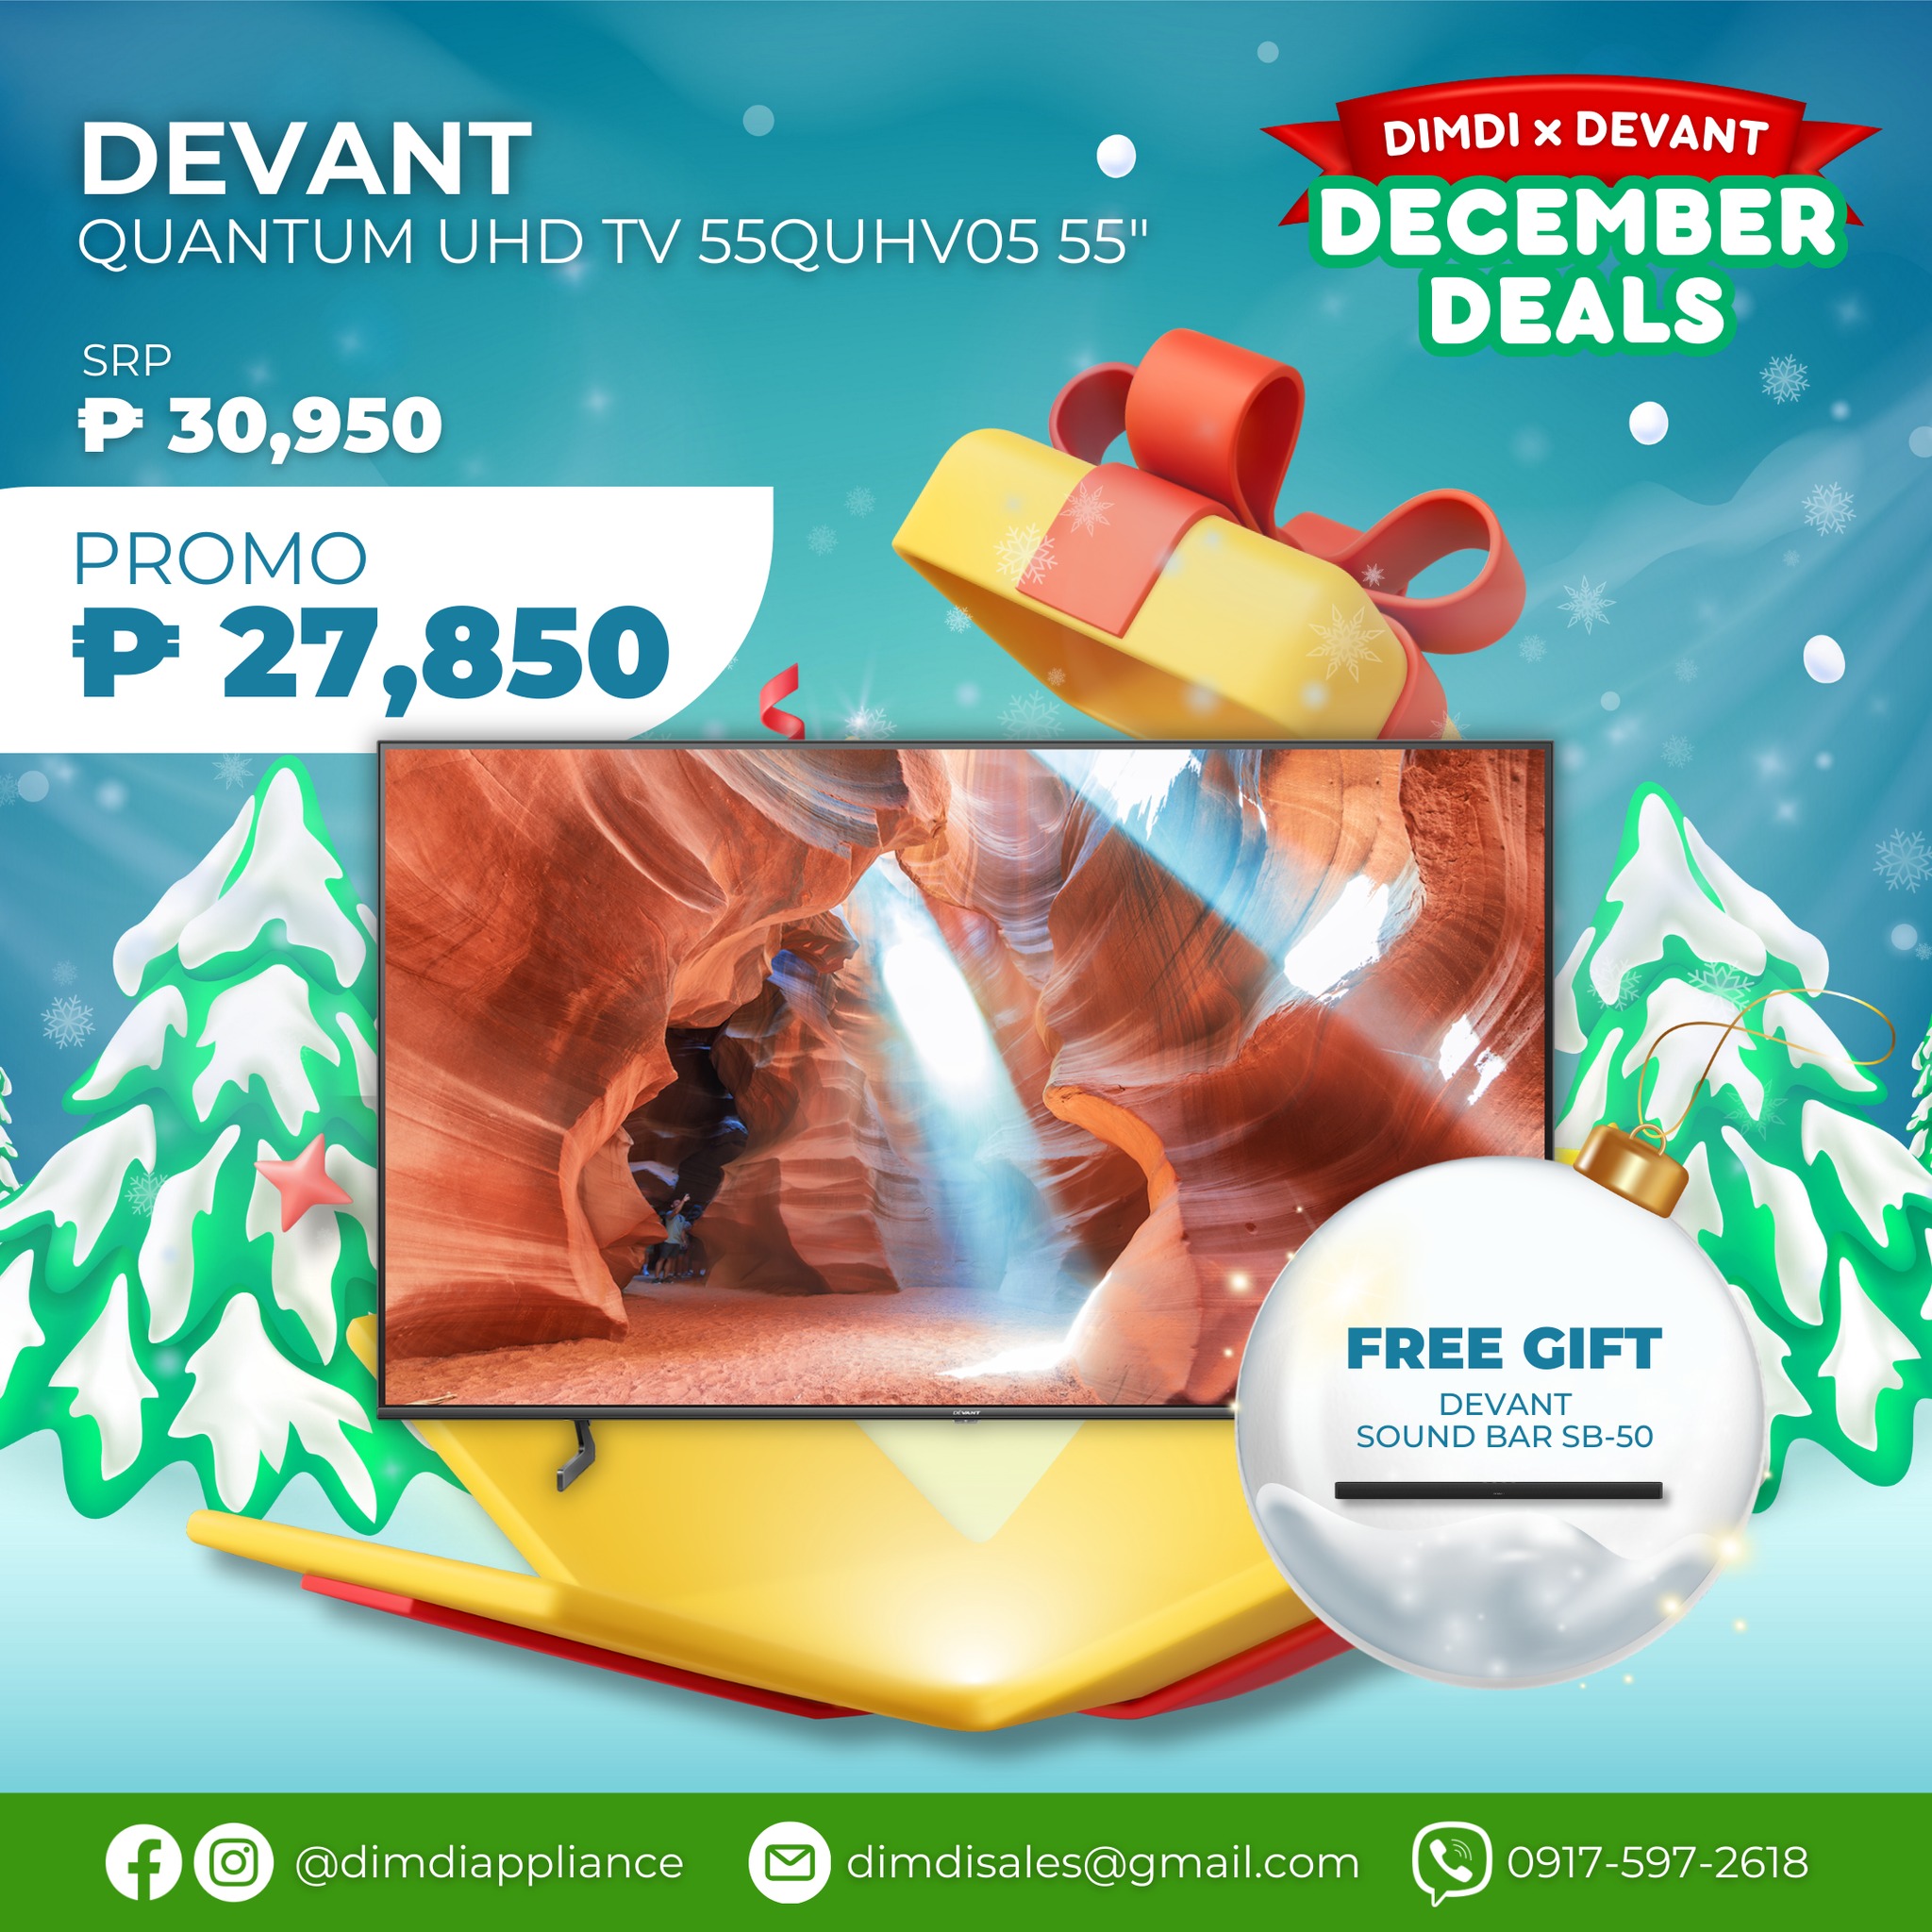 DEVANT
QUANTUM UHD TV 55QUHV05 55"
DIMDI x DEVANT
DECEMBER
DEALS
SRP
₱ 30,950
PROMO
₱ 27,850
DEVANT
FREE GIFT
DEVANT
SOUND BAR SB-50
@dimdiappliance
dimdisales@gmail.com
0917-597-2618